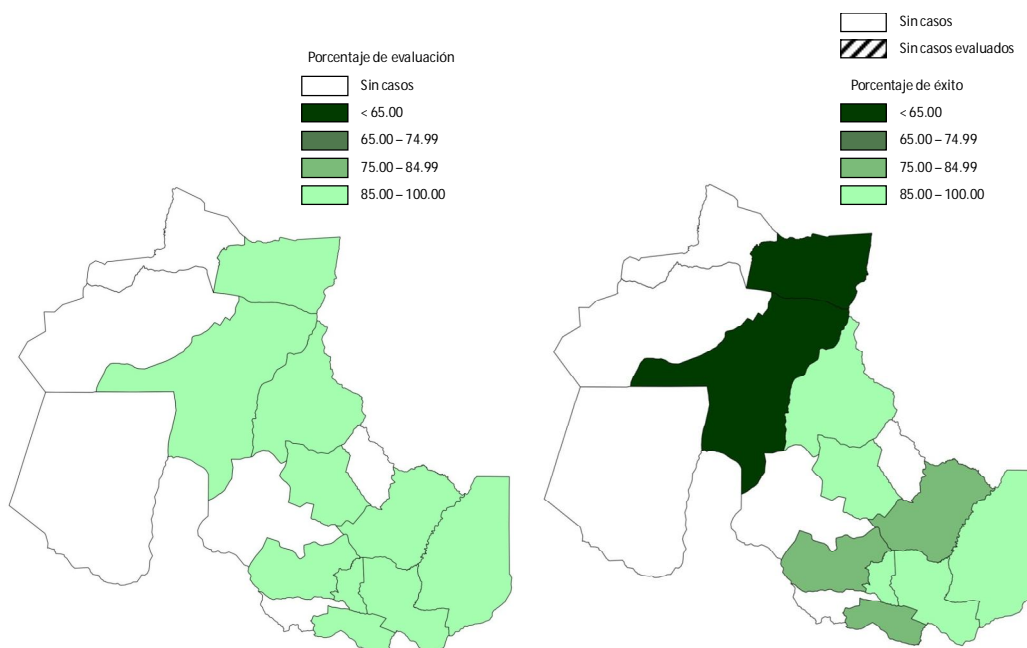 Porcentaje de evaluación
Sin casos
< 65.00
65.00 – 74.99
75.00 – 84.99
85.00 – 100.00
Sin casos
Sin casos evaluados
Porcentaje de éxito
< 65.00
65.00 – 74.99
75.00 – 84.99
85.00 – 100.00